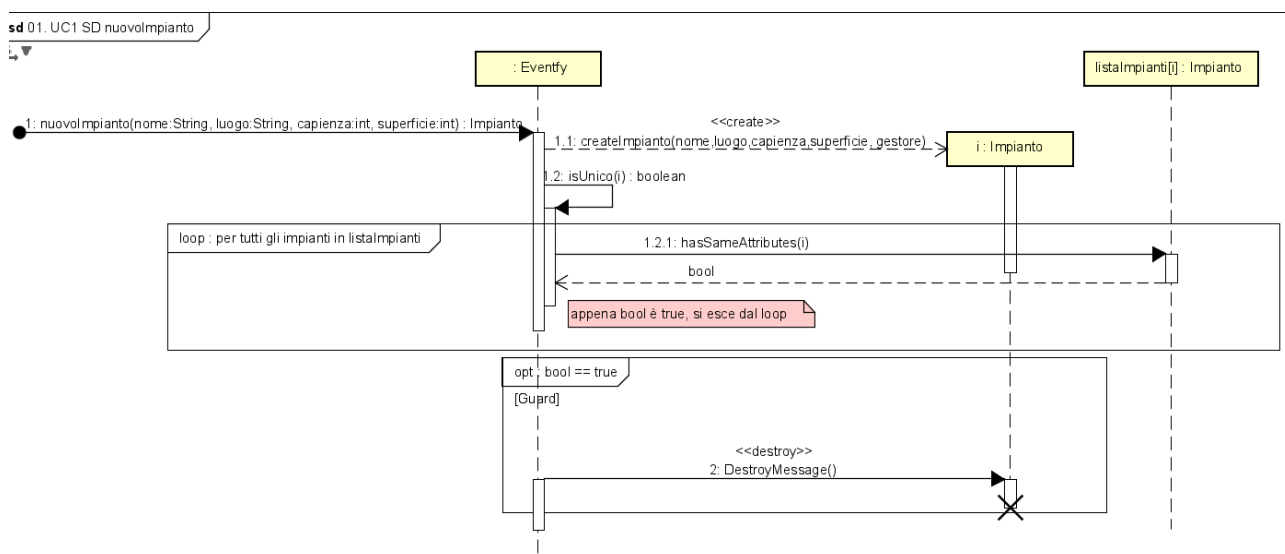 sd 01. UC1 SD nuovoImpianto
: Eventfy
listaImpianti[i] : Impianto
1: nuovoImpianto(nome:String, luogo:String, capienza:int, superficie:int) : Impianto
<<create>>
1.1: createImpianto(nome,luogo,capienza,superficie, gestore)
i : Impianto
1.2: isUnico(i) : boolean
loop : per tutti gli impianti in listaImpianti
1.2.1: hasSameAttributes(i)
bool
appena bool è true, si esce dal loop
opt : bool == true
[Guard]
<<destroy>>
2: DestroyMessage()